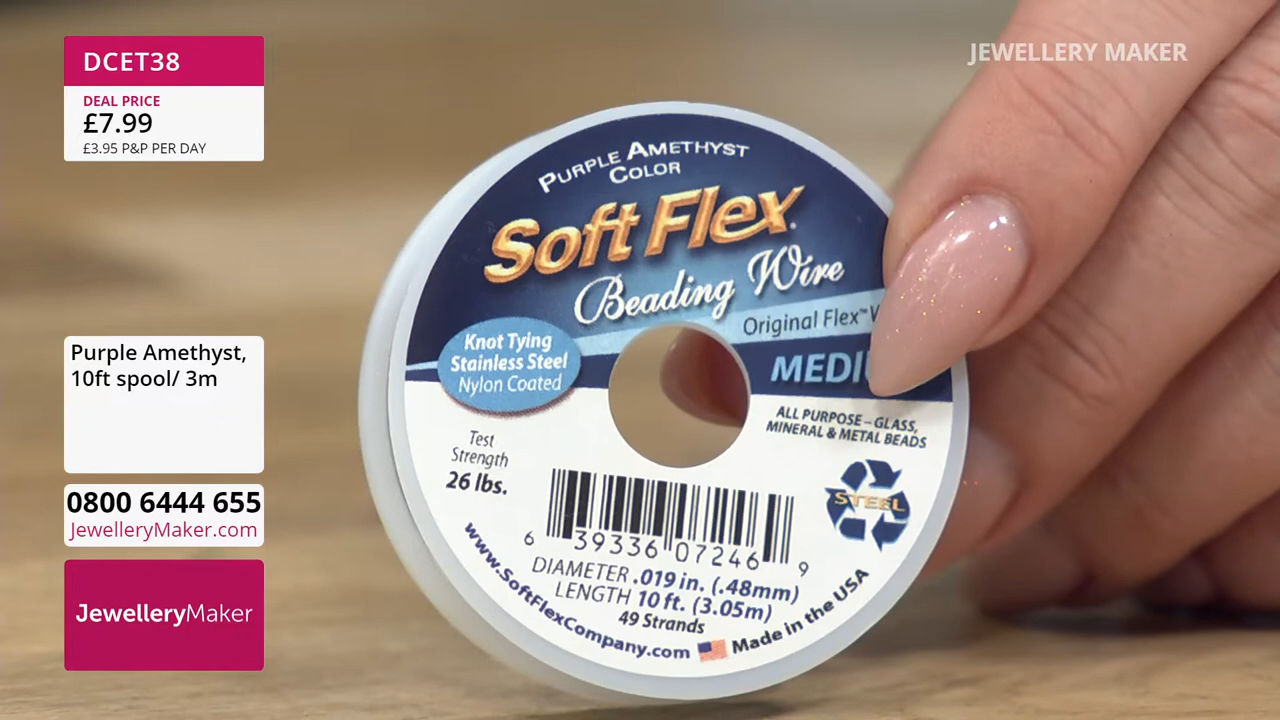 DCET38
DEAL PRICE
£7.99
£3.95 P&P PER DAY
JEWELLERY MAKER
Purple Amethyst,
10ft spool/ 3m
0800 6444 655
JewelleryMaker.com
JewelleryMaker
PURPLE AMETHYST
COLOR
Soft Flex®
Beading Wire
Original Flex™
Knot Tying
Stainless Steel
Nylon Coated
ALL PURPOSE – GLASS,
MINERAL & METAL BEADS
Test
Strength
26 lbs.
STEEL
6 39336 07246 9
DIAMETER .019 in. (.48mm)
LENGTH 10 ft. (3.05m)
49 Strands
www.SoftFlexCompany.com
Made in the USA